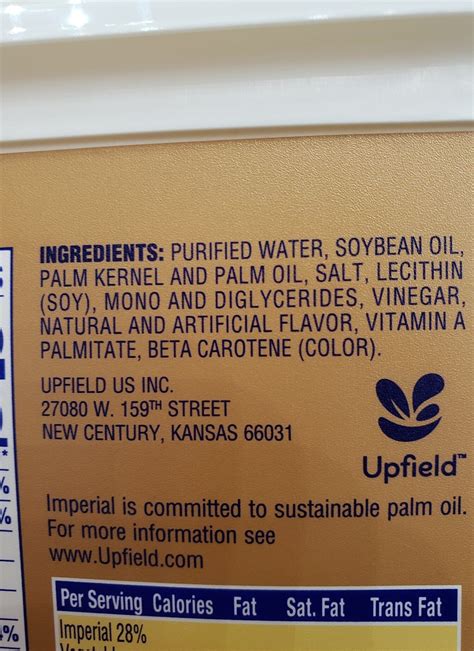 INGREDIENTS: PURIFIED WATER, SOYBEAN OIL,
PALM KERNEL AND PALM OIL, SALT, LECITHIN
(SOY), MONO AND DIGLYCERIDES, VINEGAR,
NATURAL AND ARTIFICIAL FLAVOR, VITAMIN A
PALMITATE, BETA CAROTENE (COLOR).
UPFIELD US INC.
27080 W. 159TH STREET
NEW CENTURY, KANSAS 66031
Upfield™
Imperial is committed to sustainable palm oil.
For more information see
www.Upfield.com
Per Serving Calories Fat Sat. Fat Trans Fat
Imperial 28%